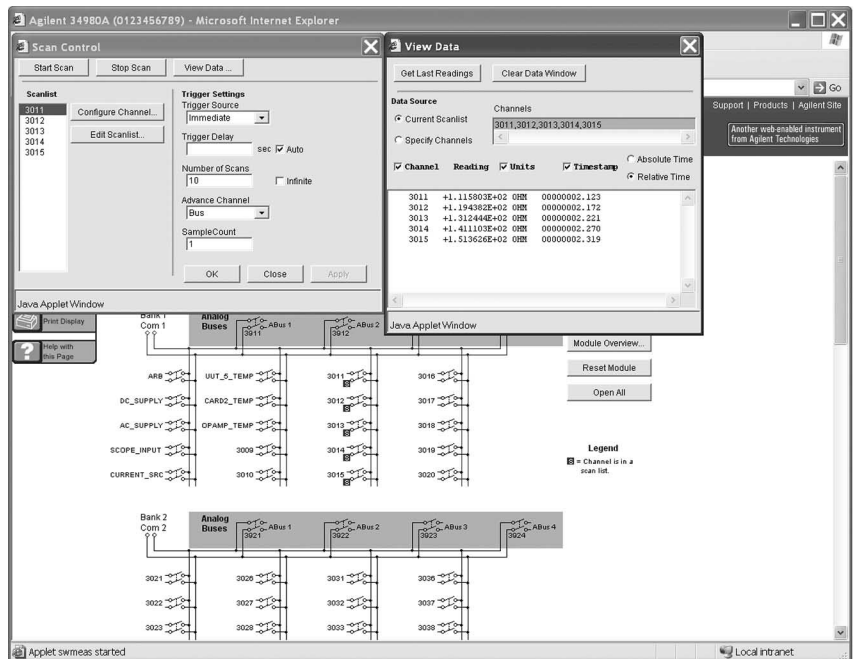 Agilent 34980A (0123456789) - Microsoft Internet Explorer
Scan Control
Start Scan Stop Scan View Data ...
Scanlist
3011
3012
3013
3014
3015
Configure Channel...
Edit Scanlist...
Trigger Settings
Trigger Source
Immediate
Trigger Delay
sec Auto
Number of Scans
10 Infinite
Advance Channel
Bus
SampleCount
1
OK Close Apply
Java Applet Window
View Data
Get Last Readings Clear Data Window
Data Source
Current Scanlist
Specify Channels
Channels
3011,3012,3013,3014,3015
Channel Reading Units Timestamp
Absolute Time
Relative Time
3011 +1.115803E+02 OHM 00000002.123
3012 +1.194382E+02 OHM 00000002.172
3013 +1.312444E+02 OHM 00000002.221
3014 +1.411103E+02 OHM 00000002.270
3015 +1.513626E+02 OHM 00000002.319
Java Applet Window
Go
Support | Products | Agilent Site
Another web-enabled instrument
from Agilent Technologies
Print Display
Help with
this Page
Bank 1
Com 1
Analog
Buses
ABus 1
3911
ABus 2
3912
Module Overview...
Reset Module
Open All
ARB UUT_5_TEMP 3011 3016
S
DC_SUPPLY CARD2_TEMP 3012 3017
S
AC_SUPPLY OPAMP_TEMP 3013 3018
S
SCOPE_INPUT 3009 3014 3019
S
CURRENT_SRC 3010 3015 3020
S
Legend
S = Channel is in a
scan list.
Bank 2
Com 2
Analog
Buses
ABus 1 ABus 2 ABus 3 ABus 4
3921 3922 3923 3924
3021 3026 3031 3036
3022 3027 3032 3037
3023 3028 3033 3038
Applet swmeas started
Local intranet